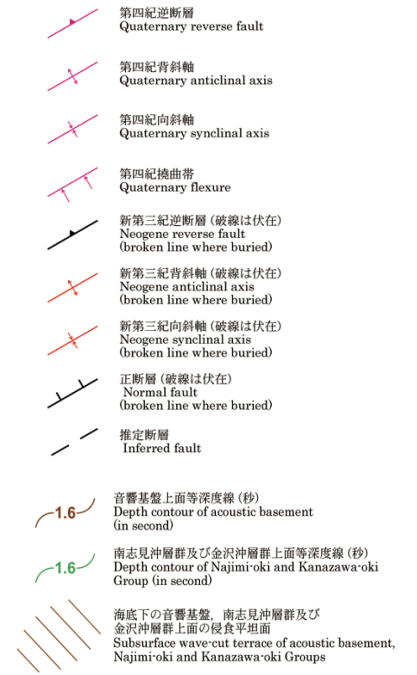 第四紀逆断層
Quaternary reverse fault
第四紀背斜軸
Quaternary anticlinal axis
第四紀向斜軸
Quaternary synclinal axis
第四紀撓曲帯
Quaternary flexure
新第三紀逆断層 (破線は伏在)
Neogene reverse fault
(broken line where buried)
新第三紀背斜軸 (破線は伏在)
Neogene anticlinal axis
(broken line where buried)
新第三紀向斜軸 (破線は伏在)
Neogene synclinal axis
(broken line where buried)
正断層 (破線は伏在)
Normal fault
(broken line where buried)
推定断層
Inferred fault
1.6
音響基盤上面等深度線 (秒)
Depth contour of acoustic basement
(in second)
1.6
南志見沖層群及び金沢沖層群上面等深度線 (秒)
Depth contour of Najimi-oki and Kanazawa-oki
Group (in second)
海底下の音響基盤，南志見沖層群及び
金沢沖層群上面の侵食平坦面
Subsurface wave-cut terrace of acoustic basement,
Najimi-oki and Kanazawa-oki Groups